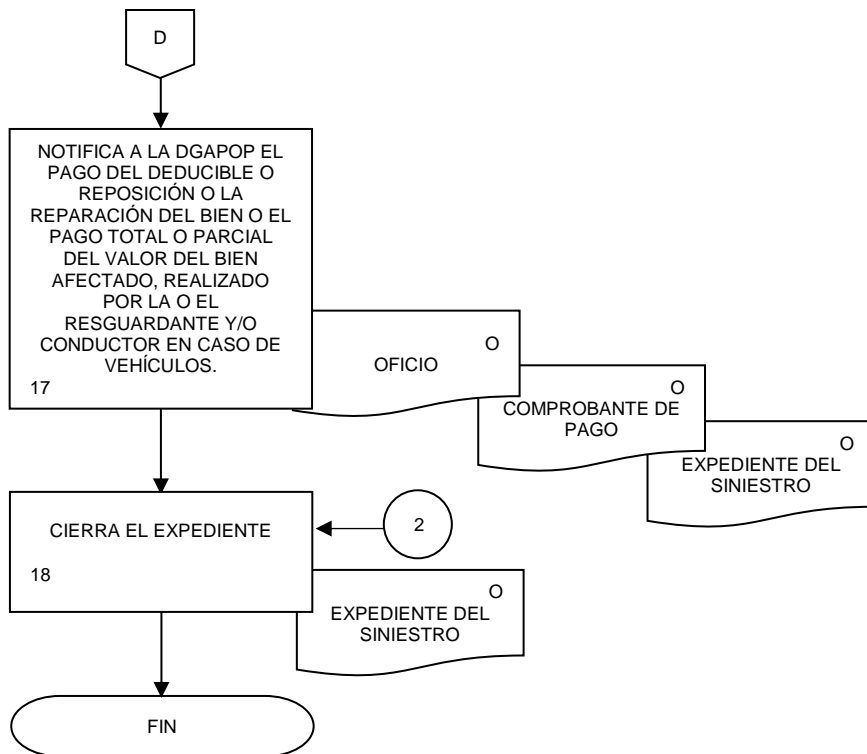 D
NOTIFICA A LA DGAPOP EL
PAGO DEL DEDUCIBLE O
REPOSICIÓN O LA
REPARACIÓN DEL BIEN O EL
PAGO TOTAL O PARCIAL
DEL VALOR DEL BIEN
AFECTADO, REALIZADO
POR LA O EL
RESGUARDANTE Y/O
CONDUCTOR EN CASO DE
VEHÍCULOS.
17
O
OFICIO
O
COMPROBANTE DE
PAGO
O
EXPEDIENTE DEL
SINIESTRO
CIERRA EL EXPEDIENTE
18
2
O
EXPEDIENTE DEL
SINIESTRO
FIN